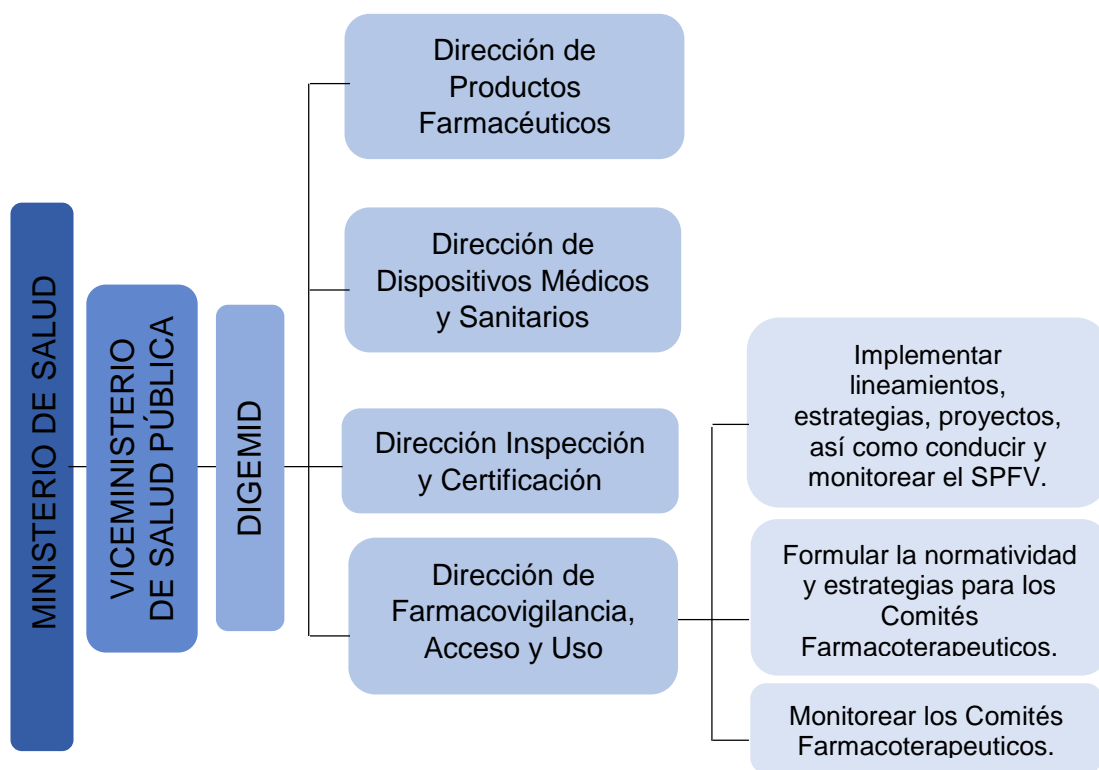 MINISTERIO DE SALUD
VICEMINISTERIO
DE SALUD PÚBLICA
DIGEMID
Dirección de
Productos
Farmacéuticos
Dirección de
Dispositivos Médicos
y Sanitarios
Dirección Inspección
y Certificación
Dirección de
Farmacovigilancia,
Acceso y Uso
Implementar
lineamientos,
estrategias, proyectos,
así como conducir y
monitorear el SPFV.
Formular la normatividad
y estrategias para los
Comités
Farmacoterapeuticos.
Monitorear los Comités
Farmacoterapeuticos.